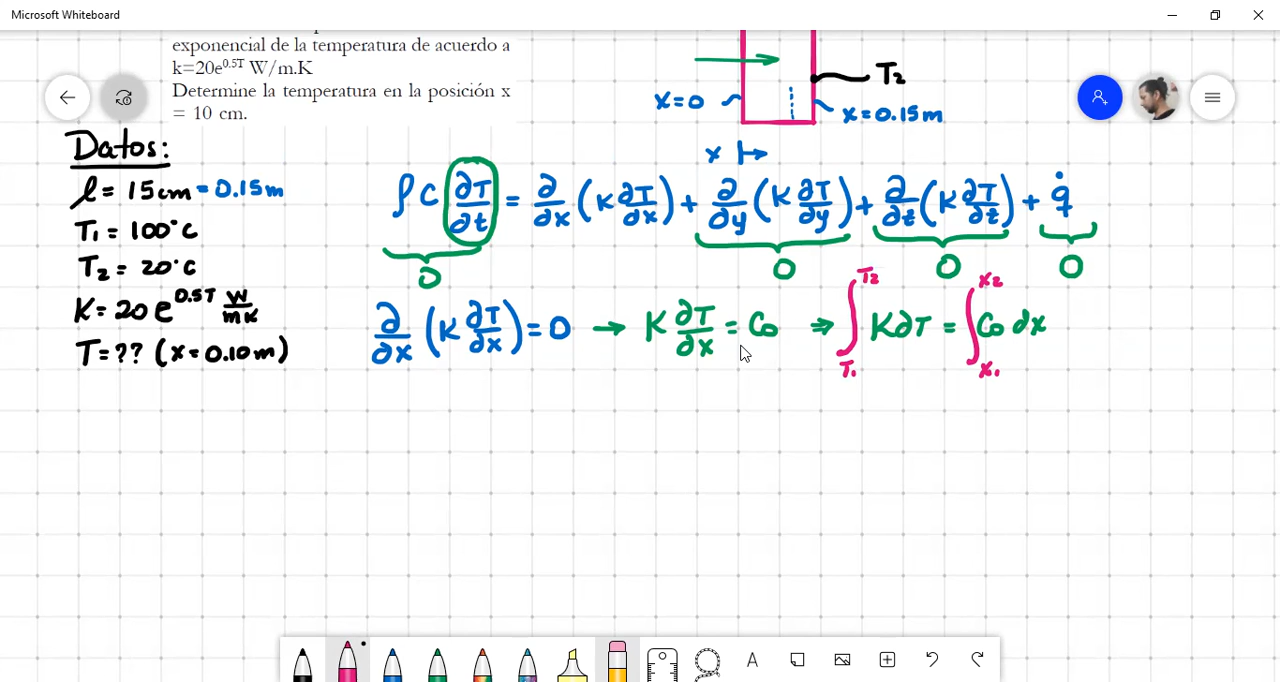 Microsoft Whiteboard
exponencial de la temperatura de acuerdo a
k=20e^0.5T W/m.K
Determine la temperatura en la posición x
= 10 cm.
T2
x=0
x=0.15m
x
Datos:
l = 15cm = 0.15m
T1 = 100°C
T2 = 20°C
K = 20 e^0.5T W/mK
T = ?? (x = 0.10m)
ρc ∂T/∂t = ∂/∂x (K ∂T/∂x) + ∂/∂y (K ∂T/∂y) + ∂/∂z (K ∂T/∂z) + q̇
0 0 0 0
∂/∂x (K ∂T/∂x) = 0 → K ∂T/∂x = C0 ⇒ ∫_T1^T2 K∂T = ∫_x1^x2 C0 dx
A